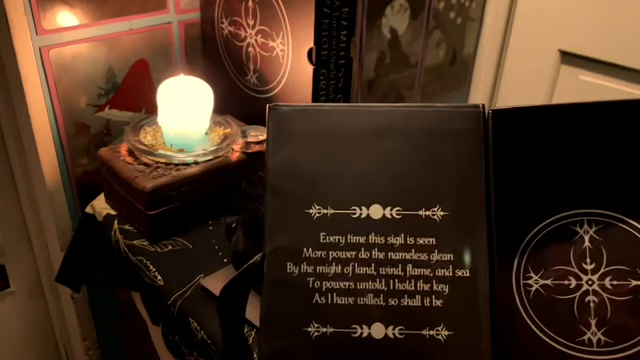 Every time this sigil is seen
More power do the nameless glean
By the might of land, wind, flame, and sea
To powers untold, I hold the key
As I have willed, so shall it be